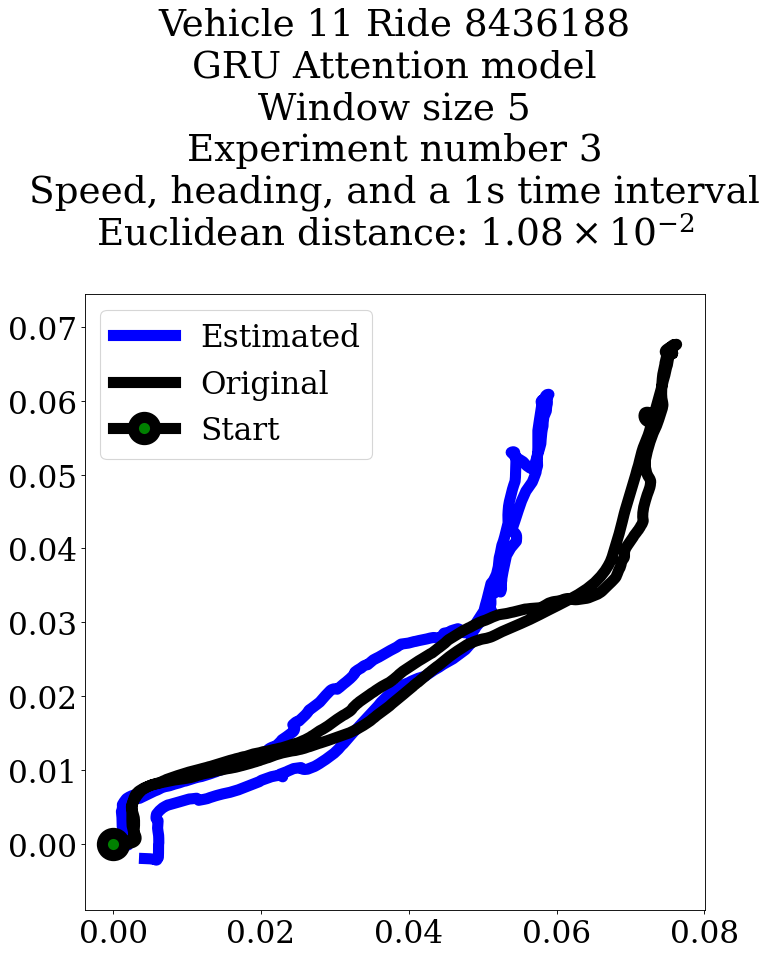 Vehicle 11 Ride 8436188
GRU Attention model
Window size 5
Experiment number 3
Speed, heading, and a 1s time interval
Euclidean distance: 1.08 × 10⁻²
Estimated
Original
Start
0.07
0.06
0.05
0.04
0.03
0.02
0.01
0.00
0.00 0.02 0.04 0.06 0.08